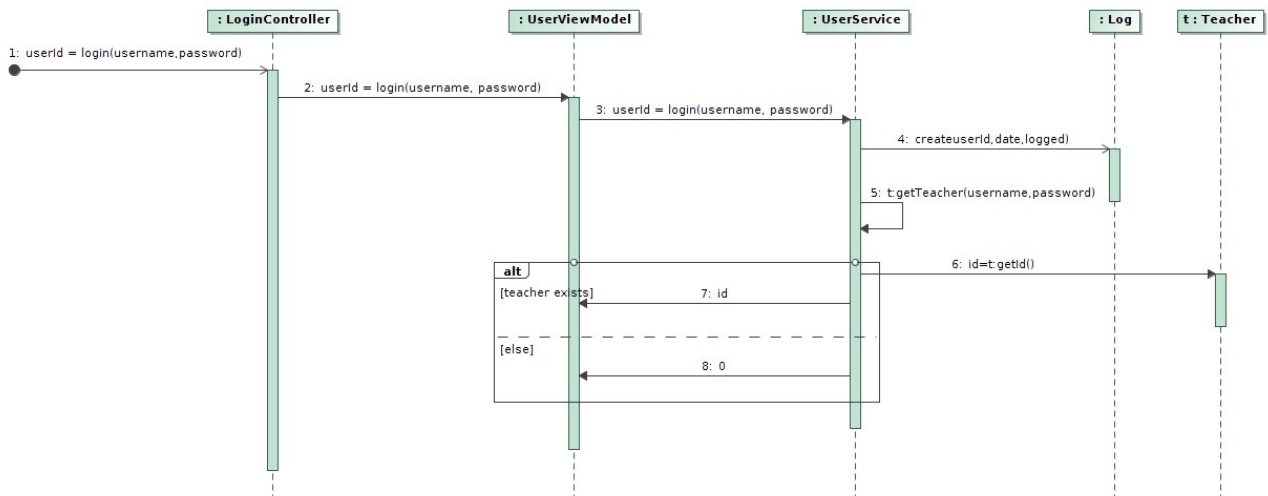 : LoginController
: UserViewModel
: UserService
: Log
t : Teacher
1: userId = login(username,password)
2: userId = login(username, password)
3: userId = login(username, password)
4: createuserId,date,logged)
5: t:getTeacher(username,password)
alt
6: id=t:getId()
[teacher exists]
7: id
[else]
8: 0